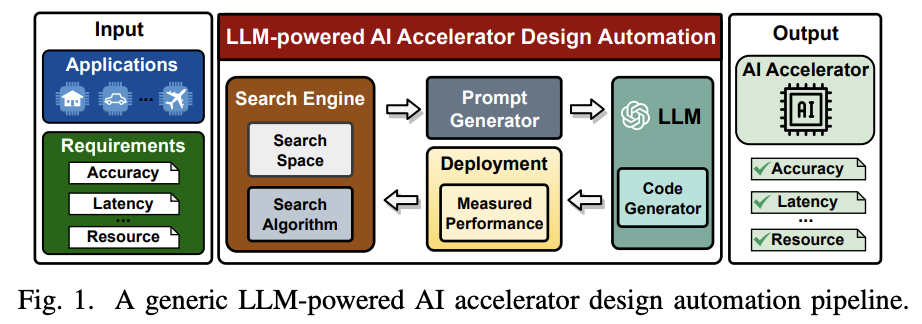 Input
Applications
...
Requirements
Accuracy
Latency
...
Resource
LLM-powered AI Accelerator Design Automation
Search Engine
Search
Space
Search
Algorithm
Prompt
Generator
Deployment
Measured
Performance
LLM
Code
Generator
Output
AI Accelerator
AI
Accuracy
Latency
...
Resource
Fig. 1. A generic LLM-powered AI accelerator design automation pipeline.